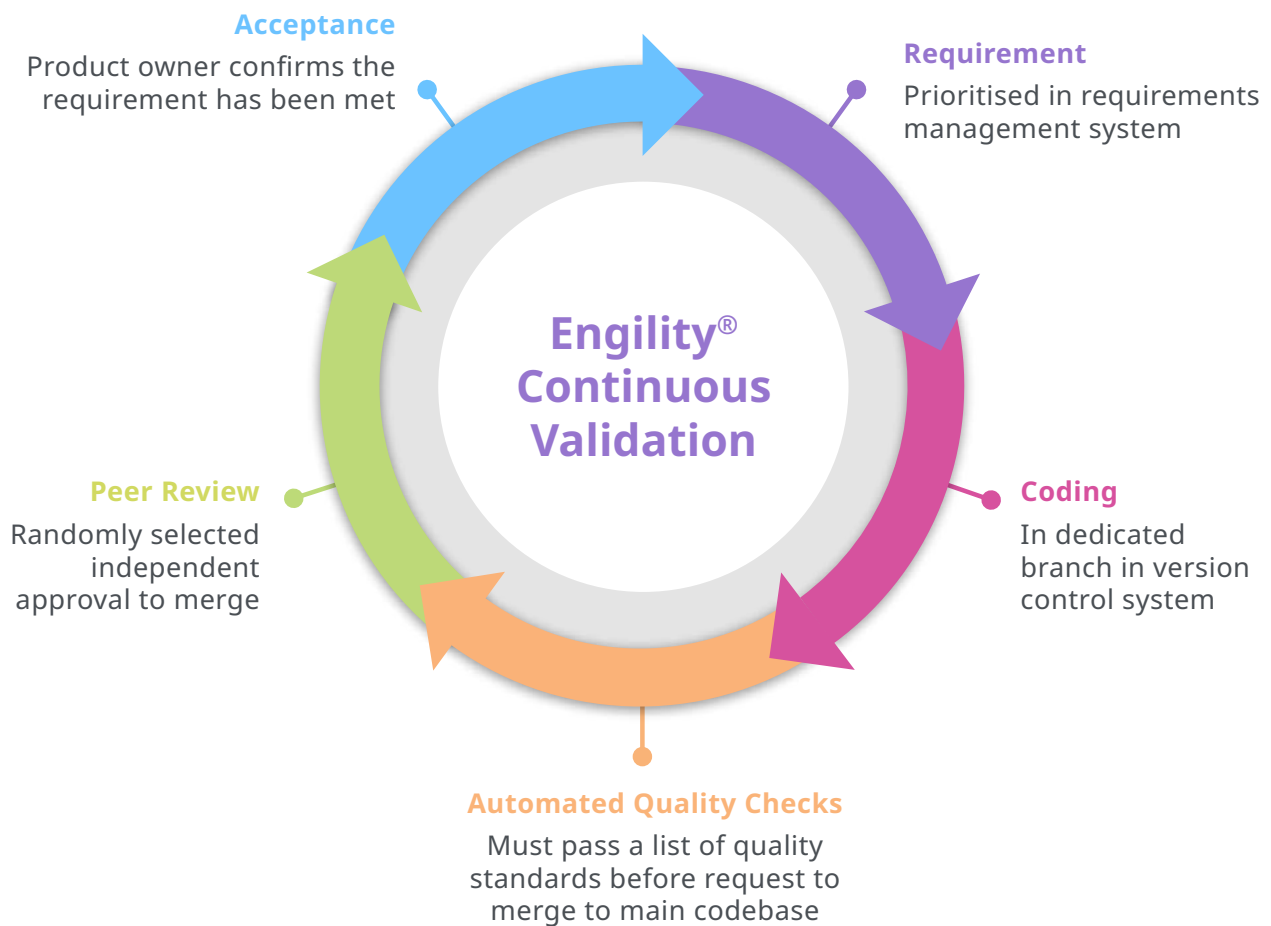 Acceptance
Product owner confirms the
requirement has been met
Requirement
Prioritised in requirements
management system
Engility®
Continuous
Validation
Peer Review
Randomly selected
independent
approval to merge
Coding
In dedicated
branch in version
control system
Automated Quality Checks
Must pass a list of quality
standards before request to
merge to main codebase